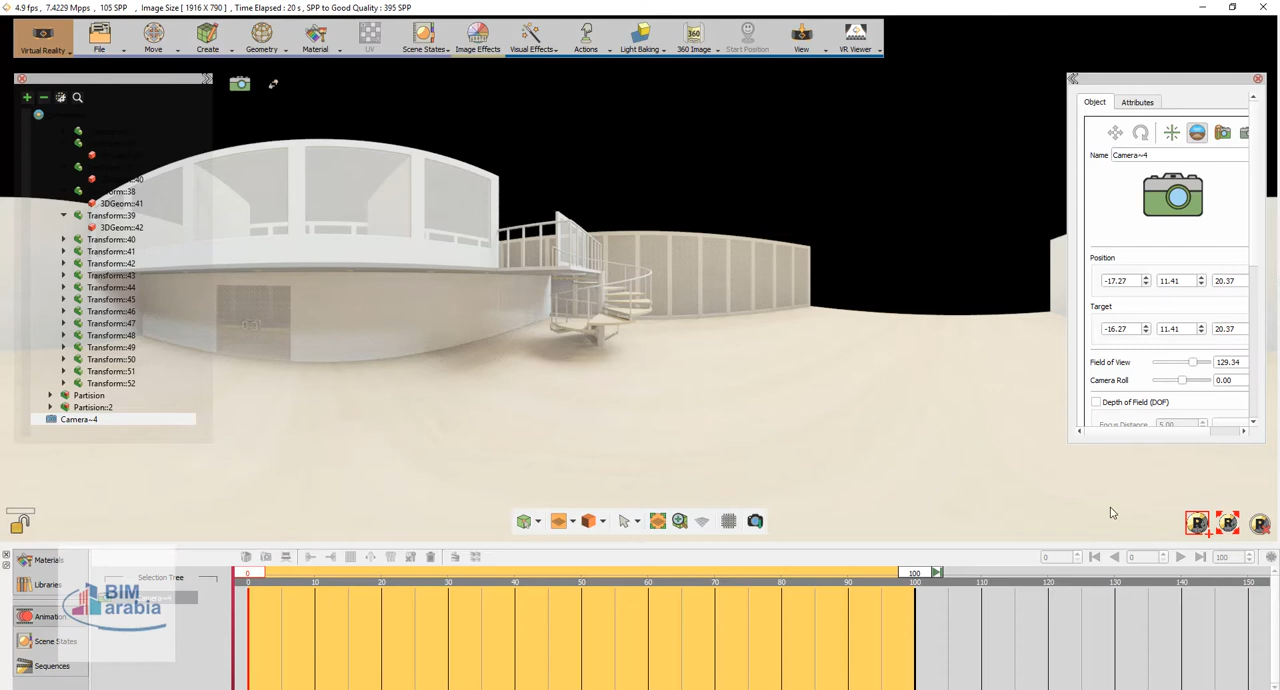 4.9 fps , 7.4229 Mpps , 105 SPP , Image Size [ 1916 X 790 ] , Time Elapsed : 20 s , SPP to Good Quality : 395 SPP
Virtual Reality File Move Create Geometry Material UV Scene States Image Effects Visual Effects Actions Light Baking 360 Image Start Position View VR Viewer
360
3DGeom::41
Transform::39
3DGeom::42
Transform::40
Transform::41
Transform::42
Transform::43
Transform::44
Transform::45
Transform::46
Transform::47
Transform::48
Transform::49
Transform::50
Transform::51
Transform::52
Partision
Partision::2
Camera~4
Object Attributes
Name Camera~4
Position
-17.27 11.41 20.37
Target
-16.27 11.41 20.37
Field of View 129.34
Camera Roll 0.00
Depth of Field (DOF)
Focus Distance 5.00
Materials
Libraries
Animation
Scene States
Sequences
Selection Tree
BIM
arabia
0 0 100
0 100
0 10 20 30 40 50 60 70 80 90 100 110 120 130 140 150